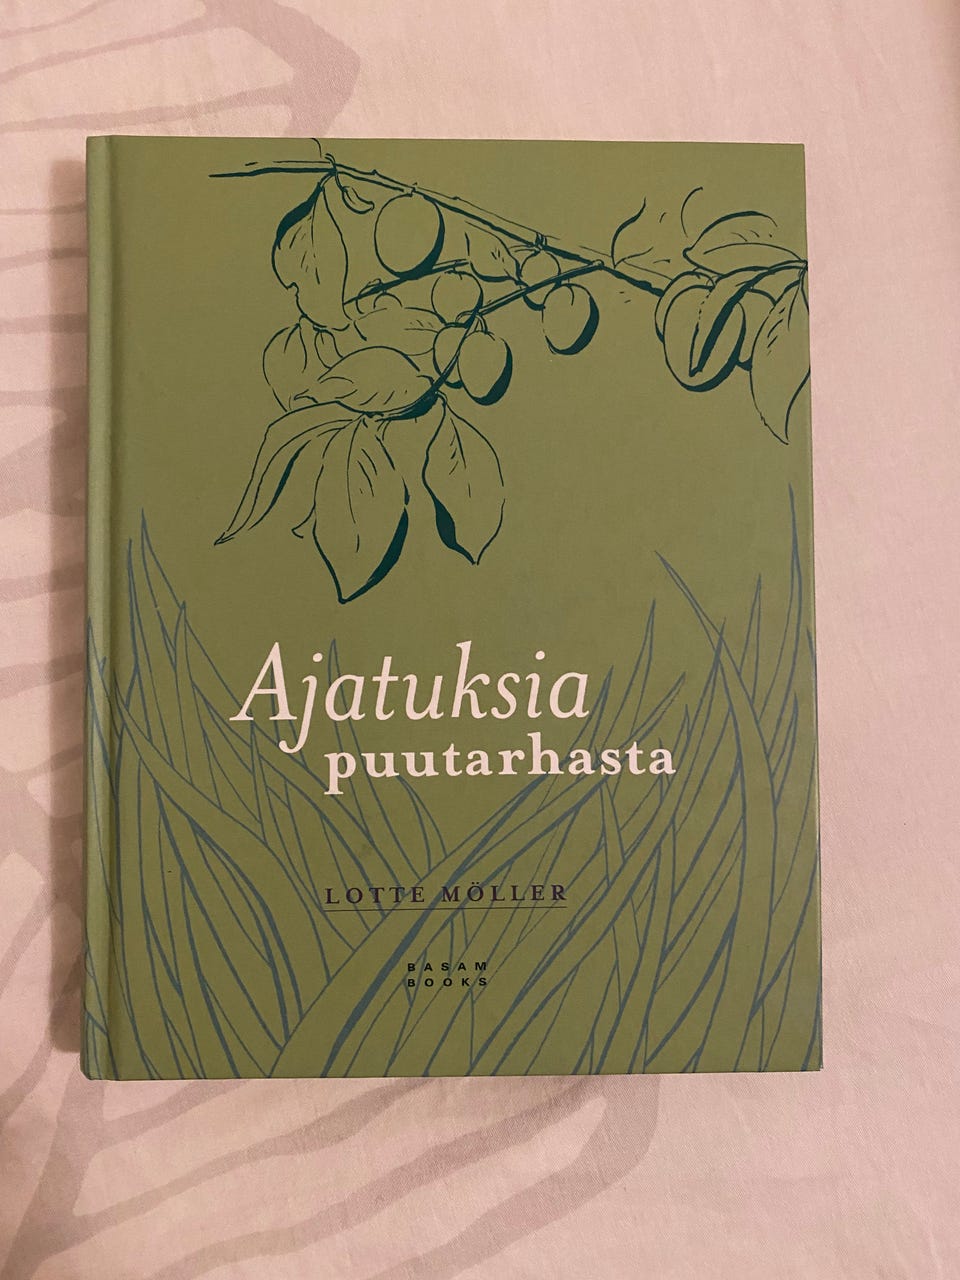 Ajatuksia
puutarhasta
LOTTE MÖLLER
BASAM
BOOKS